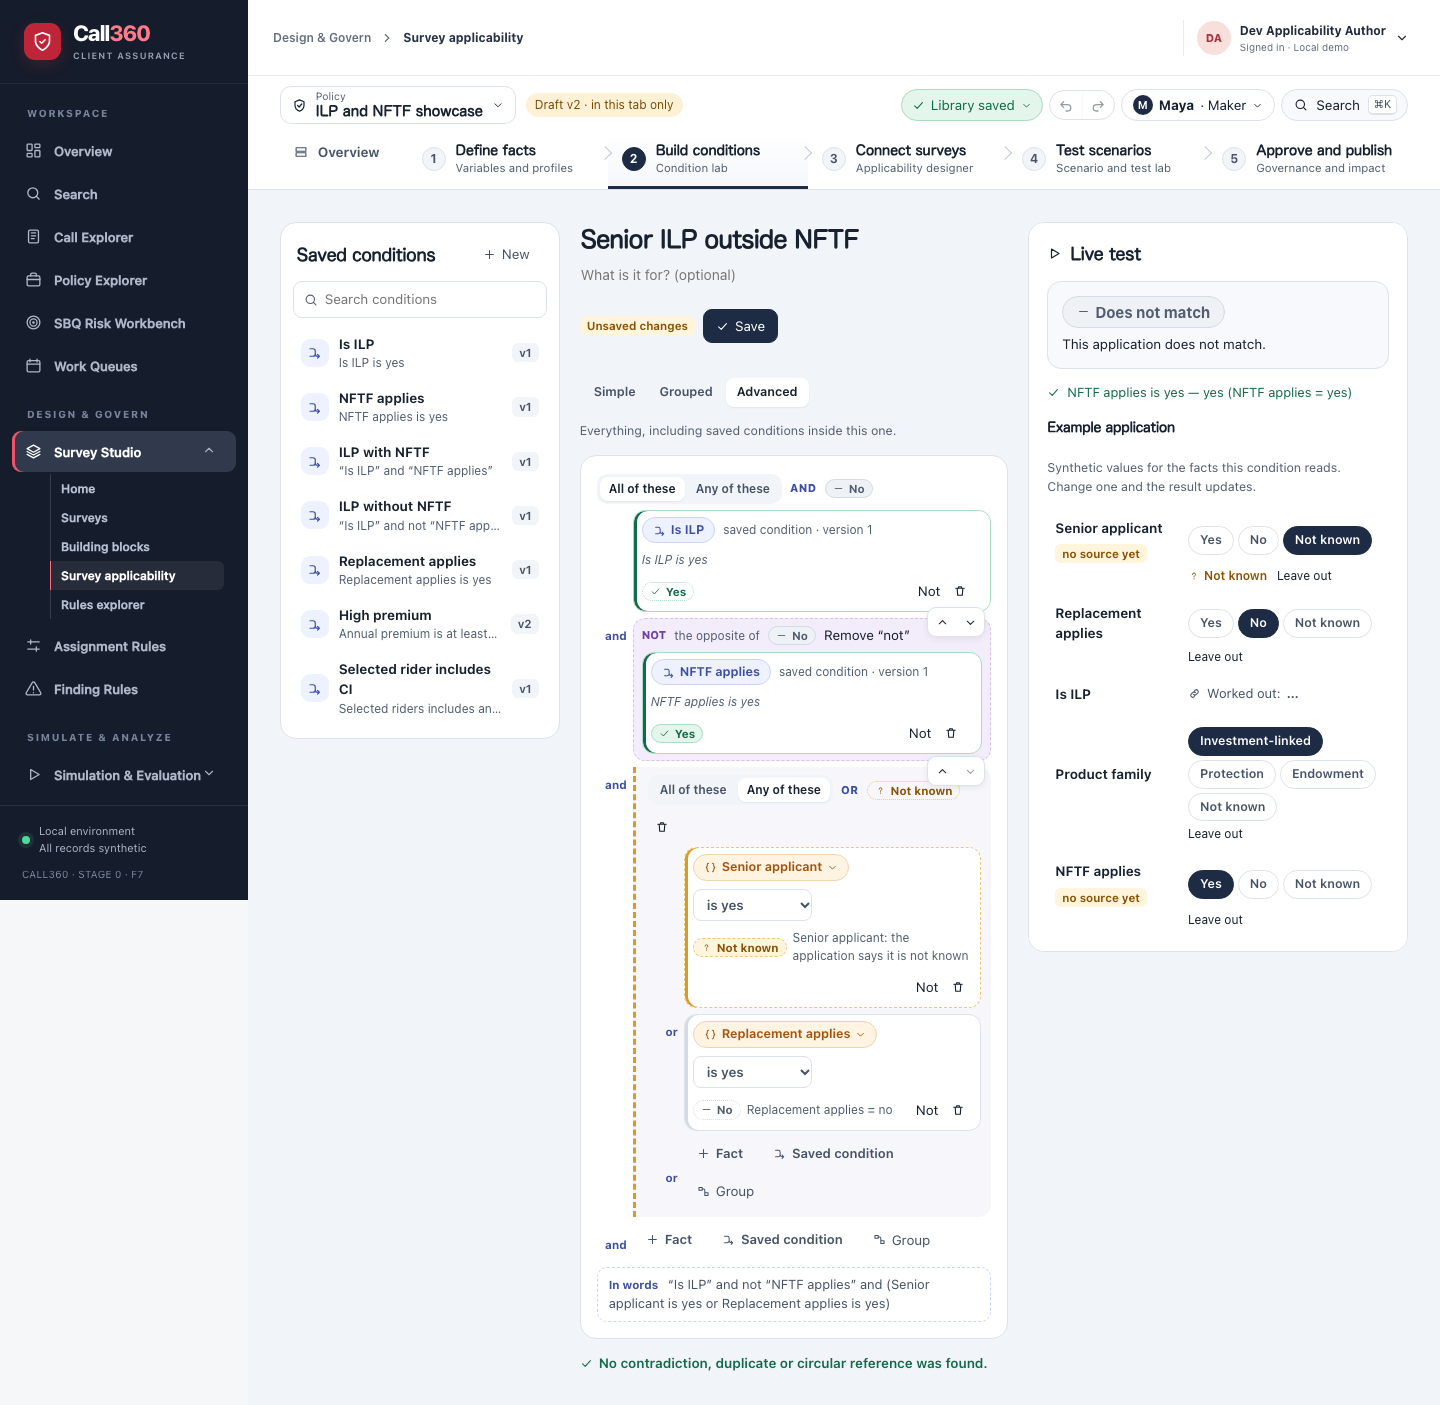 Call360
CLIENT ASSURANCE
WORKSPACE
Overview
Search
Call Explorer
Policy Explorer
SBQ Risk Workbench
Work Queues
DESIGN & GOVERN
Survey Studio
Home
Surveys
Building blocks
Survey applicability
Rules explorer
Assignment Rules
Finding Rules
SIMULATE & ANALYZE
Simulation & Evaluation
Local environment
All records synthetic
CALL360 · STAGE 0 · F7
Design & Govern > Survey applicability
DA
Dev Applicability Author
Signed in · Local demo
Policy
ILP and NFTF showcase
Draft v2 · in this tab only
Library saved
M Maya · Maker
Search ⌘K
Overview
1 Define facts
Variables and profiles
2 Build conditions
Condition lab
3 Connect surveys
Applicability designer
4 Test scenarios
Scenario and test lab
5 Approve and publish
Governance and impact
Saved conditions
+ New
Search conditions
Is ILP
Is ILP is yes
v1
NFTF applies
NFTF applies is yes
v1
ILP with NFTF
“Is ILP” and “NFTF applies”
v1
ILP without NFTF
“Is ILP” and not “NFTF app...
v1
Replacement applies
Replacement applies is yes
v1
High premium
Annual premium is at least...
v2
Selected rider includes
CI
Selected riders includes an...
v1
Senior ILP outside NFTF
What is it for? (optional)
Unsaved changes
Save
Simple Grouped Advanced
Everything, including saved conditions inside this one.
All of these Any of these AND – No
Is ILP saved condition · version 1
Is ILP is yes
Yes
Not
and
NOT the opposite of – No Remove “not”
NFTF applies saved condition · version 1
NFTF applies is yes
Yes
Not
and
All of these Any of these OR ? Not known
{} Senior applicant
is yes
? Not known
Senior applicant: the
application says it is not known
Not
or
{} Replacement applies
is yes
– No Replacement applies = no Not
+ Fact Saved condition
or
Group
and
+ Fact Saved condition Group
In words “Is ILP” and not “NFTF applies” and (Senior
applicant is yes or Replacement applies is yes)
No contradiction, duplicate or circular reference was found.
Live test
– Does not match
This application does not match.
NFTF applies is yes — yes (NFTF applies = yes)
Example application
Synthetic values for the facts this condition reads.
Change one and the result updates.
Senior applicant
no source yet
Yes No Not known
? Not known Leave out
Replacement
applies
Yes No Not known
Leave out
Is ILP
Worked out: ...
Product family
Investment-linked
Protection Endowment
Not known
Leave out
NFTF applies
no source yet
Yes No Not known
Leave out